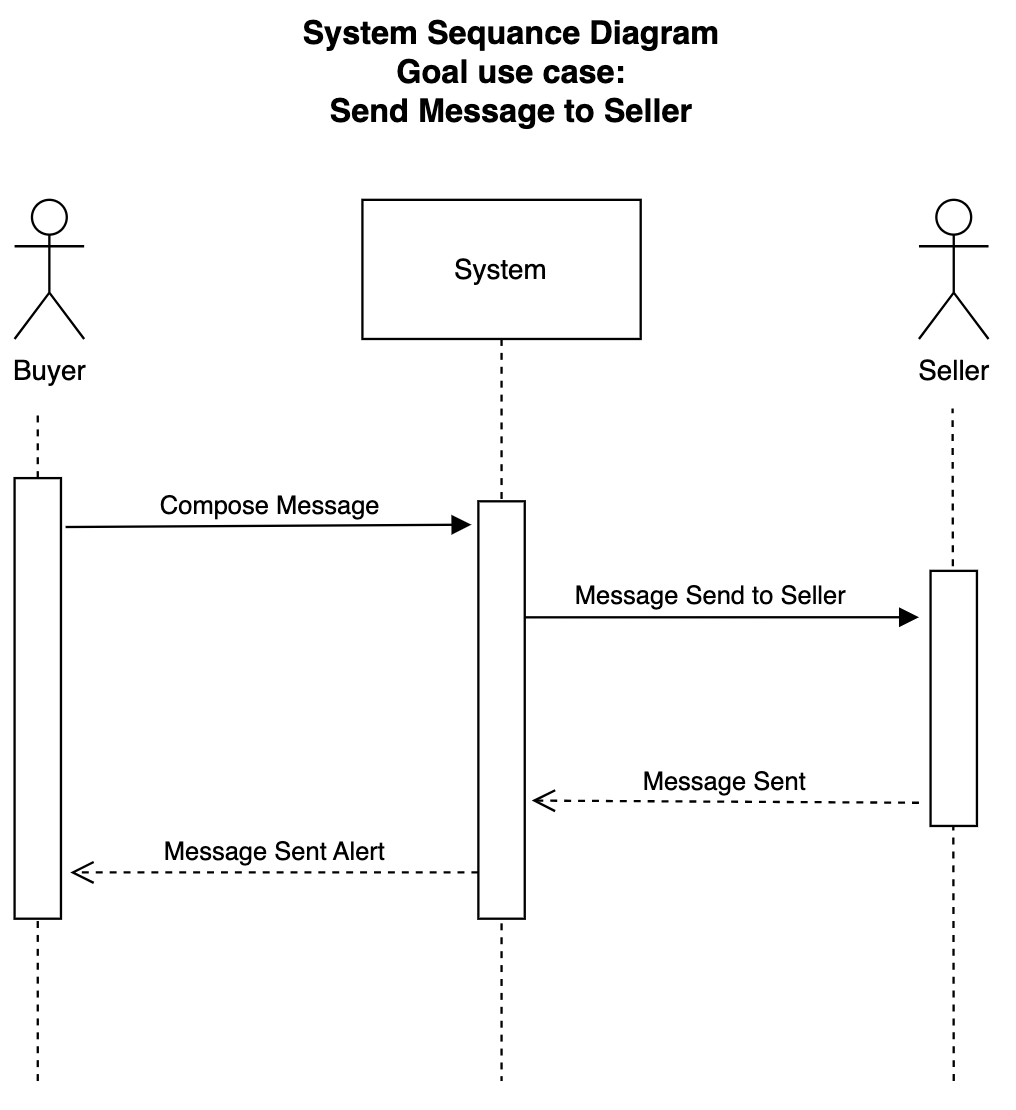 System Sequance Diagram
Goal use case:
Send Message to Seller
System
Buyer
Seller
Compose Message
Message Send to Seller
Message Sent
Message Sent Alert